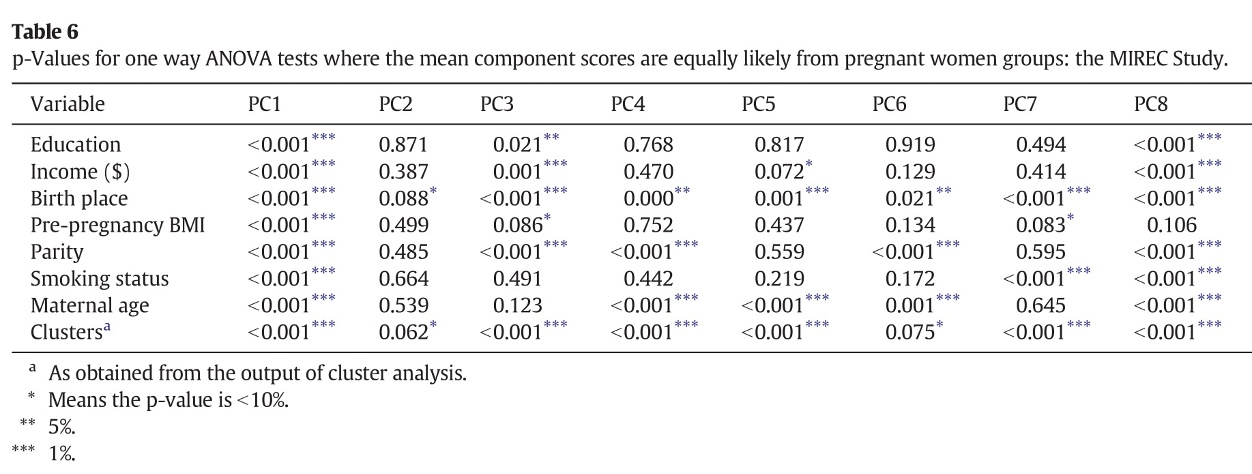 Table 6
p-Values for one way ANOVA tests where the mean component scores are equally likely from pregnant women groups: the MIREC Study.
Variable PC1 PC2 PC3 PC4 PC5 PC6 PC7 PC8
Education <0.001*** 0.871 0.021** 0.768 0.817 0.919 0.494 <0.001***
Income ($) <0.001*** 0.387 0.001*** 0.470 0.072* 0.129 0.414 <0.001***
Birth place <0.001*** 0.088* <0.001*** 0.000** 0.001*** 0.021** <0.001*** <0.001***
Pre-pregnancy BMI <0.001*** 0.499 0.086* 0.752 0.437 0.134 0.083* 0.106
Parity <0.001*** 0.485 <0.001*** <0.001*** 0.559 <0.001*** 0.595 <0.001***
Smoking status <0.001*** 0.664 0.491 0.442 0.219 0.172 <0.001*** <0.001***
Maternal age <0.001*** 0.539 0.123 <0.001*** <0.001*** 0.001*** 0.645 <0.001***
Clustersa <0.001*** 0.062* <0.001*** <0.001*** <0.001*** 0.075* <0.001*** <0.001***
a As obtained from the output of cluster analysis.
* Means the p-value is <10%.
** 5%.
*** 1%.